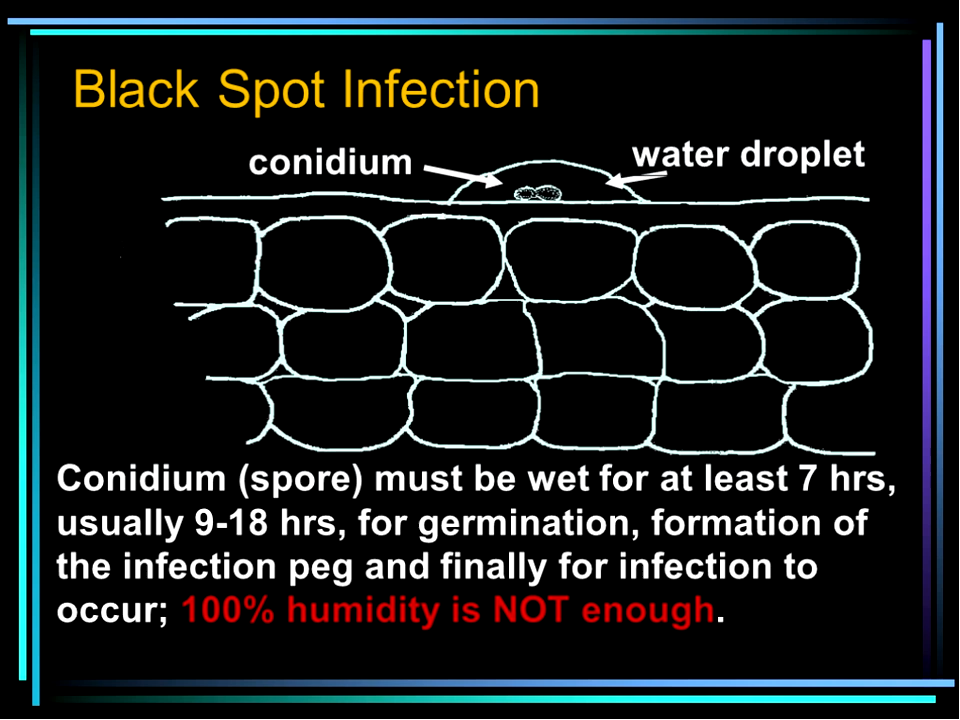 Black Spot Infection
conidium
water droplet
Conidium (spore) must be wet for at least 7 hrs,
usually 9-18 hrs, for germination, formation of
the infection peg and finally for infection to
occur; 100% humidity is NOT enough.